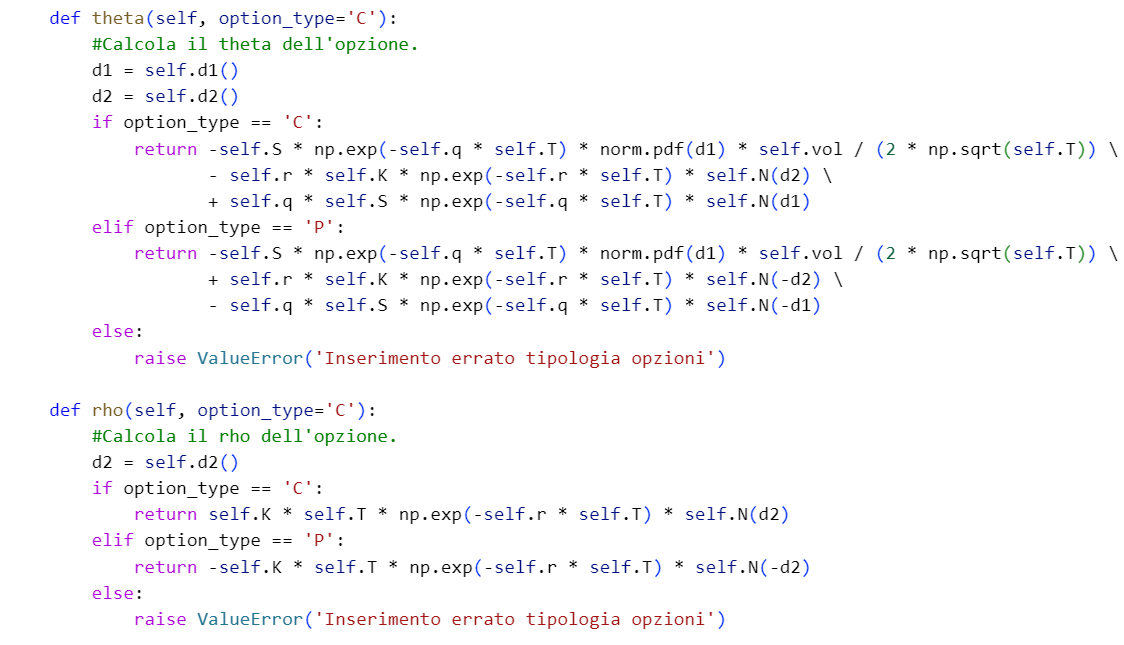 def theta(self, option_type='C'):
#Calcola il theta dell'opzione.
d1 = self.d1()
d2 = self.d2()
if option_type == 'C':
return -self.S * np.exp(-self.q * self.T) * norm.pdf(d1) * self.vol / (2 * np.sqrt(self.T)) \
- self.r * self.K * np.exp(-self.r * self.T) * self.N(d2) \
+ self.q * self.S * np.exp(-self.q * self.T) * self.N(d1)
elif option_type == 'P':
return -self.S * np.exp(-self.q * self.T) * norm.pdf(d1) * self.vol / (2 * np.sqrt(self.T)) \
+ self.r * self.K * np.exp(-self.r * self.T) * self.N(-d2) \
- self.q * self.S * np.exp(-self.q * self.T) * self.N(-d1)
else:
raise ValueError('Inserimento errato tipologia opzioni')
def rho(self, option_type='C'):
#Calcola il rho dell'opzione.
d2 = self.d2()
if option_type == 'C':
return self.K * self.T * np.exp(-self.r * self.T) * self.N(d2)
elif option_type == 'P':
return -self.K * self.T * np.exp(-self.r * self.T) * self.N(-d2)
else:
raise ValueError('Inserimento errato tipologia opzioni')